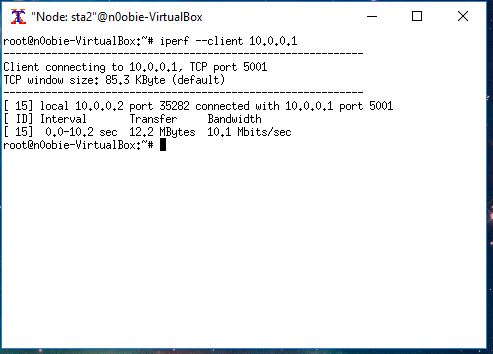 "Node: sta2"@n0obie-VirtualBox
root@n0obie-VirtualBox:~# iperf --client 10.0.0.1
------------------------------------------------------------
Client connecting to 10.0.0.1, TCP port 5001
TCP window size: 85.3 KByte (default)
------------------------------------------------------------
[ 15] local 10.0.0.2 port 35282 connected with 10.0.0.1 port 5001
[ ID] Interval       Transfer     Bandwidth
[ 15]  0.0-10.2 sec  12.2 MBytes  10.1 Mbits/sec
root@n0obie-VirtualBox:~#